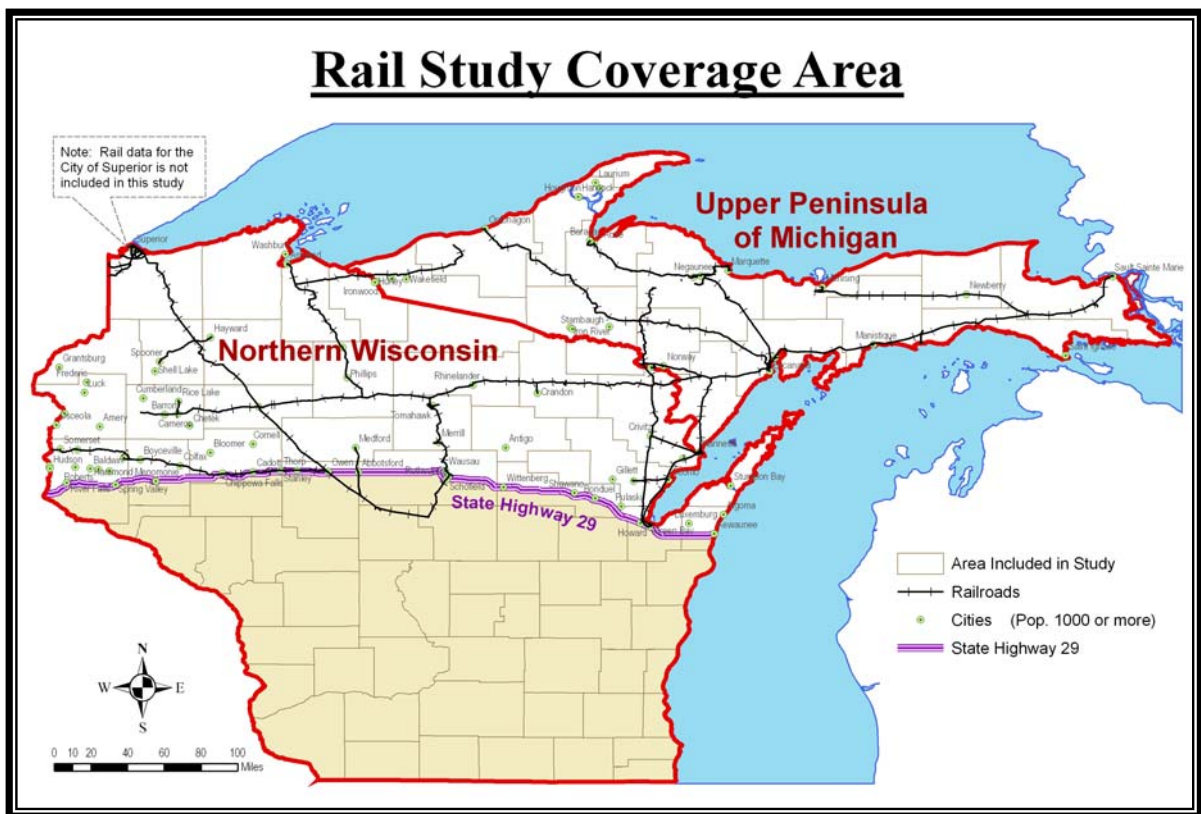 Rail Study Coverage Area
Note: Rail data for the
City of Superior is not
included in this study
Upper Peninsula
of Michigan
Northern Wisconsin
Laurium
Hancock
Ontonagon
Superior
Washburn
Baraga
Negaunee
Marquette
Munising
Newberry
Sault Sainte Marie
Ironwood
Hurley
Wakefield
Hayward
Stambaugh
Iron River
Manistique
Escanaba
Grantsburg
Spooner
Shell Lake
Frederic
Luck
Phillips
Rhinelander
Norway
Cumberland
Rice Lake
Barron
Cameron
Chetek
Crandon
Osceola
Amery
Tomahawk
Somerset
Boyceville
Colfax
Bloomer
Cornell
Medford
Merrill
Antigo
Crivitz
Hudson
Baldwin
Hammond
Menomonie
Cadott
Thorp
Owen
Abbotsford
Wausau
Gillett
Roberts
River Falls
Spring Valley
Chippewa Falls
Stanley
Schofield
Wittenberg
Shawano
Bonduel
Pulaski
Sturgeon Bay
State Highway 29
Howard
Green Bay
Luxemburg
Algoma
Kewaunee
Area Included in Study
Railroads
Cities (Pop. 1000 or more)
State Highway 29
N
W
E
S
0 10 20 40 60 80 100
Miles